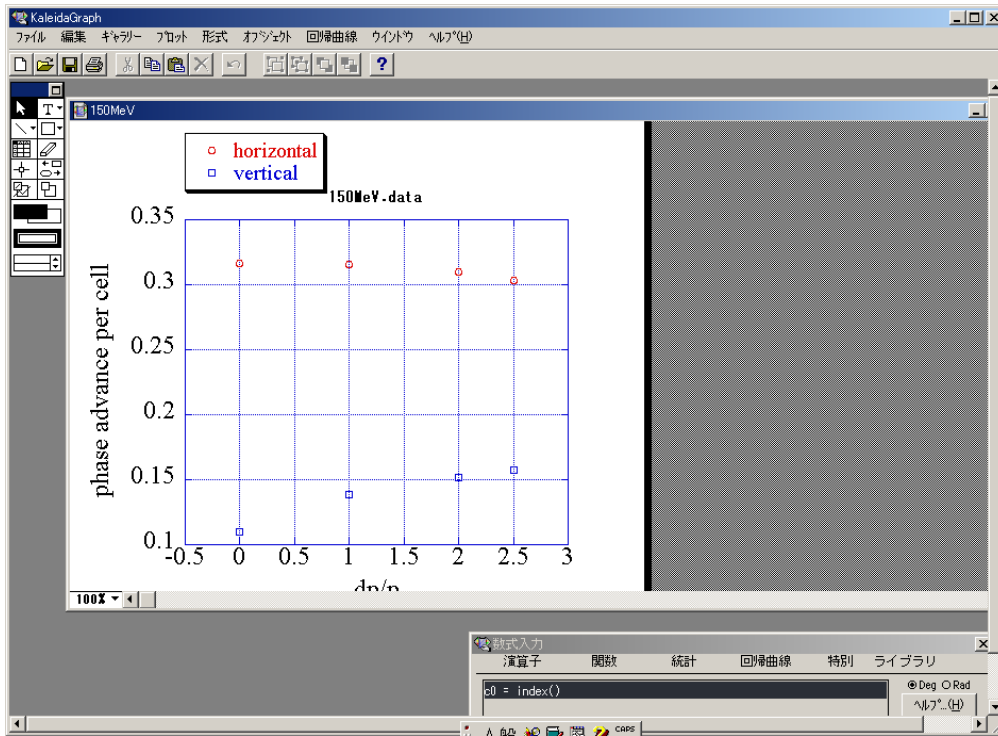 KaleidaGraph
ファイル 編集 ギャラリー プロット 形式 オブジェクト 回帰曲線 ウインドウ ヘルプ(H)
T
150MeV
horizontal
vertical
150MeV.data
0.35
0.3
0.25
0.2
0.15
0.1
phase advance per cell
-0.5 0 0.5 1 1.5 2 2.5 3
dp/p
100%
数式入力
演算子 関数 統計 回帰曲線 特別 ライブラリ
c0 = index()
Deg Rad
ヘルプ...(H)
A 般 CAPS